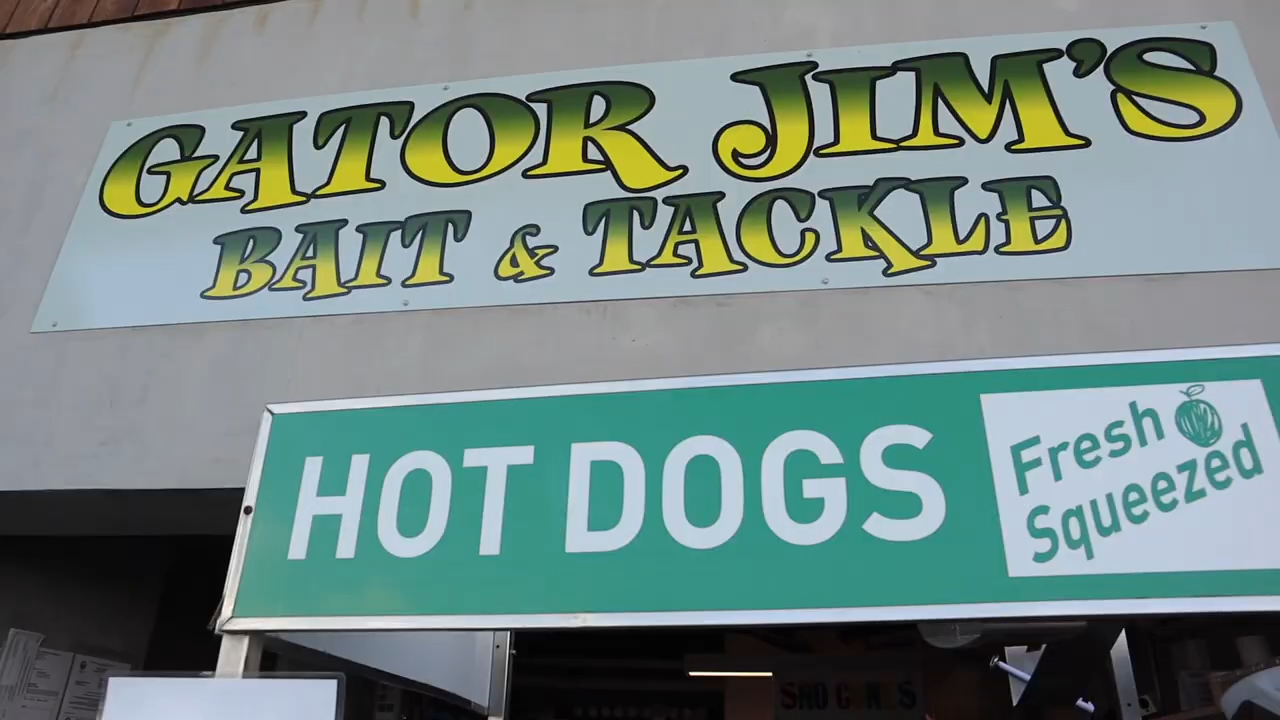 GATOR JIM'S
BAIT & TACKLE
HOT DOGS
Fresh
Squeezed
SNO CONES